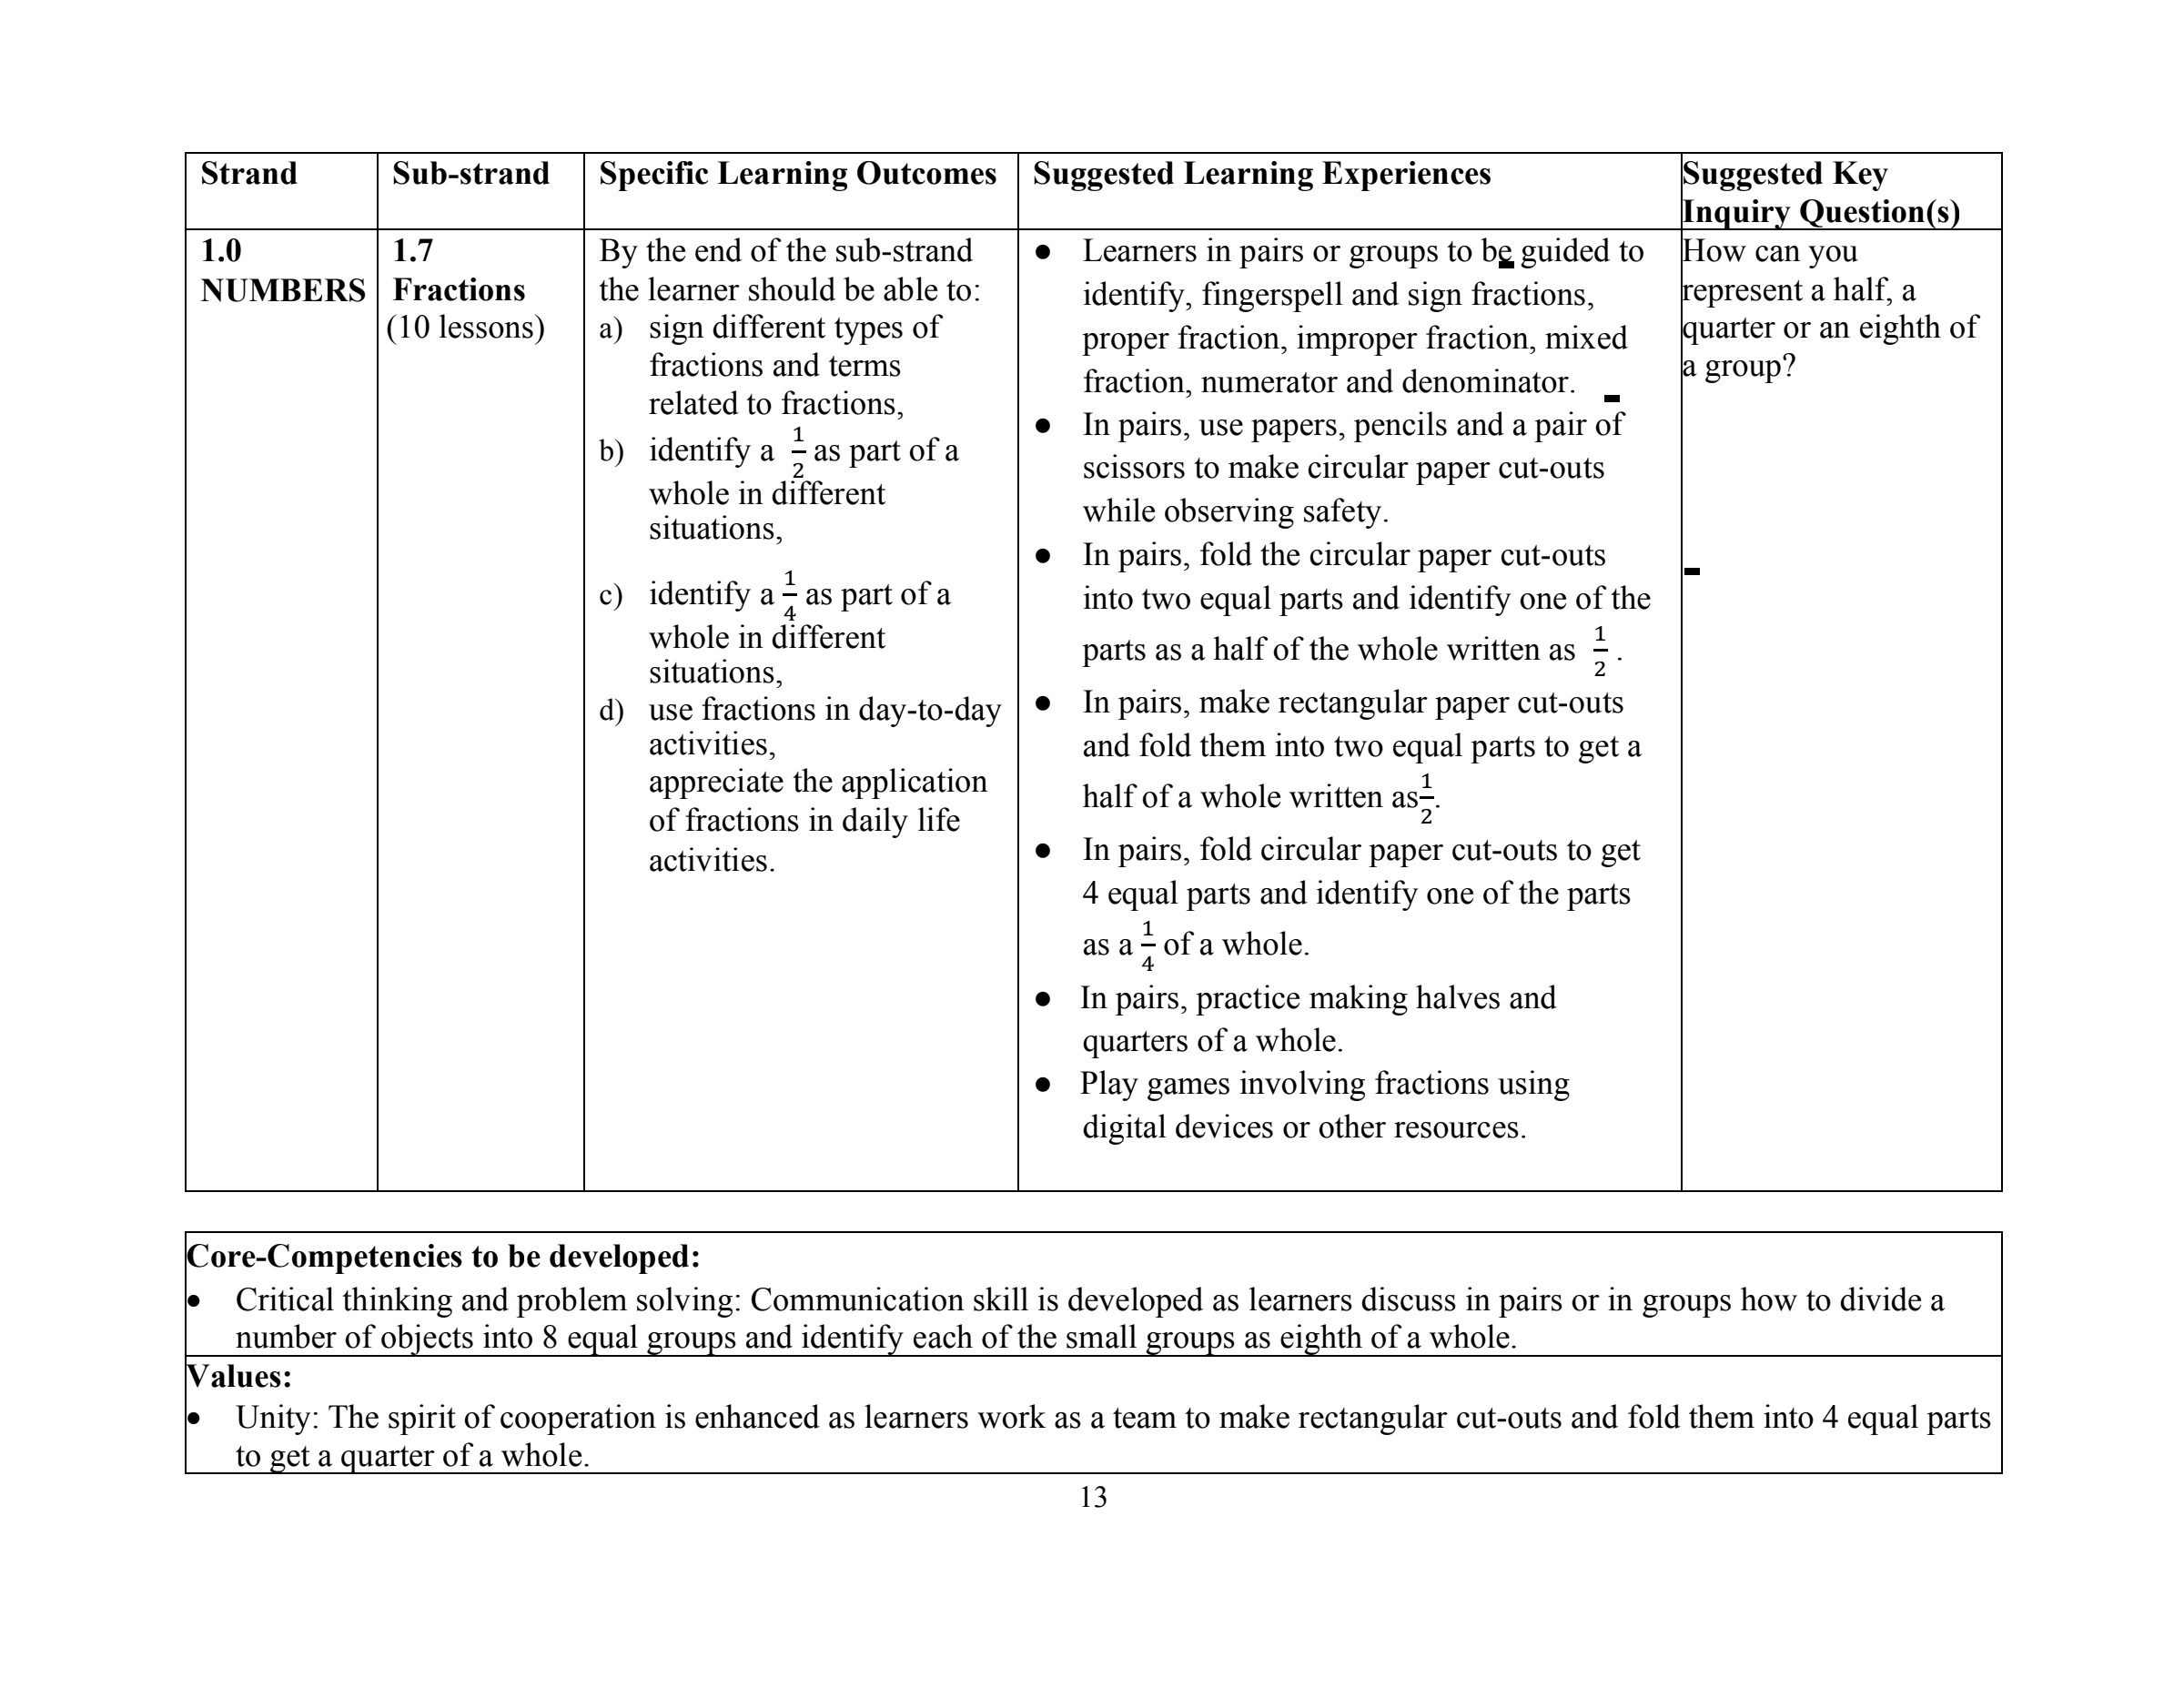 Strand
Sub-strand
Specific Learning Outcomes
Suggested Learning Experiences
Suggested Key
Inquiry Question(s)
1.0
NUMBERS
1.7
Fractions
(10 lessons)
By the end of the sub-strand
the learner should be able to:
a) sign different types of
fractions and terms
related to fractions,
b) identify a 1/2 as part of a
whole in different
situations,
c) identify a 1/4 as part of a
whole in different
situations,
d) use fractions in day-to-day
activities,
appreciate the application
of fractions in daily life
activities.
● Learners in pairs or groups to be guided to
identify, fingerspell and sign fractions,
proper fraction, improper fraction, mixed
fraction, numerator and denominator.
● In pairs, use papers, pencils and a pair of
scissors to make circular paper cut-outs
while observing safety.
● In pairs, fold the circular paper cut-outs
into two equal parts and identify one of the
parts as a half of the whole written as 1/2 .
● In pairs, make rectangular paper cut-outs
and fold them into two equal parts to get a
half of a whole written as1/2.
● In pairs, fold circular paper cut-outs to get
4 equal parts and identify one of the parts
as a 1/4 of a whole.
● In pairs, practice making halves and
quarters of a whole.
● Play games involving fractions using
digital devices or other resources.
How can you
represent a half, a
quarter or an eighth of
a group?
Core-Competencies to be developed:
● Critical thinking and problem solving: Communication skill is developed as learners discuss in pairs or in groups how to divide a
number of objects into 8 equal groups and identify each of the small groups as eighth of a whole.
Values:
● Unity: The spirit of cooperation is enhanced as learners work as a team to make rectangular cut-outs and fold them into 4 equal parts
to get a quarter of a whole.
13